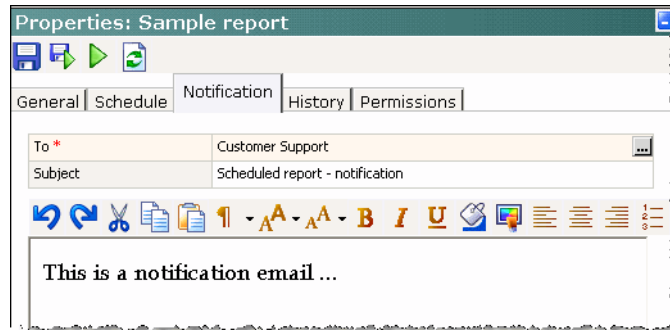 Properties: Sample report
General Schedule Notification History Permissions
To * Customer Support ...
Subject Scheduled report - notification
This is a notification email ...